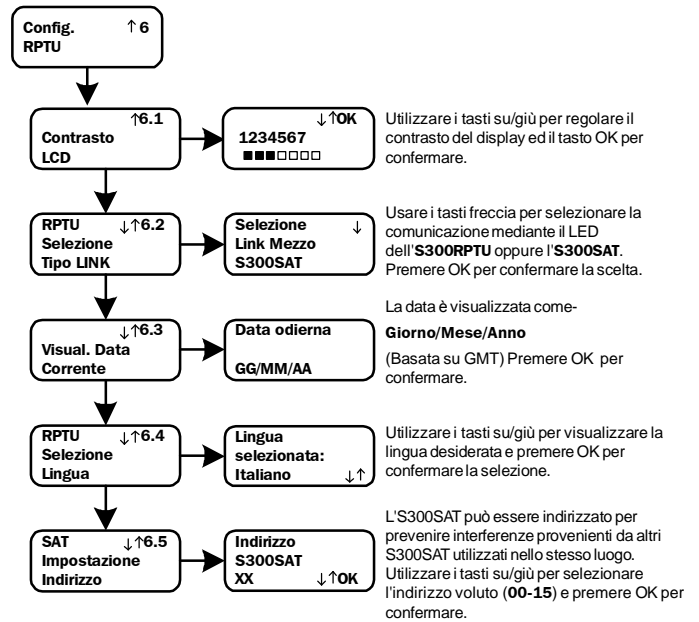 Config. ↑6
RPTU
↑6.1
Contrasto
LCD
↓↑OK
1234567
■■■□□□□
Utilizzare i tasti su/giù per regolare il
contrasto del display ed il tasto OK per
confermare.
RPTU ↓↑6.2
Selezione
Tipo LINK
Selezione ↓
Link Mezzo
S300SAT
Usare i tasti freccia per selezionare la
comunicazione mediante il LED
dell'S300RPTU oppure l'S300SAT.
Premere OK per confermare la scelta.
↓↑6.3
Visual. Data
Corrente
Data odierna
GG/MM/AA
La data è visualizzata come-
Giorno/Mese/Anno
(Basata su GMT) Premere OK per
confermare.
RPTU ↓↑6.4
Selezione
Lingua
Lingua
selezionata:
Italiano ↓↑
Utilizzare i tasti su/giù per visualizzare la
lingua desiderata e premere OK per
confermare la selezione.
SAT ↓↑6.5
Impostazione
Indirizzo
Indirizzo
S300SAT
XX ↓↑OK
L'S300SAT può essere indirizzato per
prevenire interferenze provenienti da altri
S300SAT utilizzati nello stesso luogo.
Utilizzare i tasti su/giù per selezionare
l'indirizzo voluto (00-15) e premere OK per
confermare.